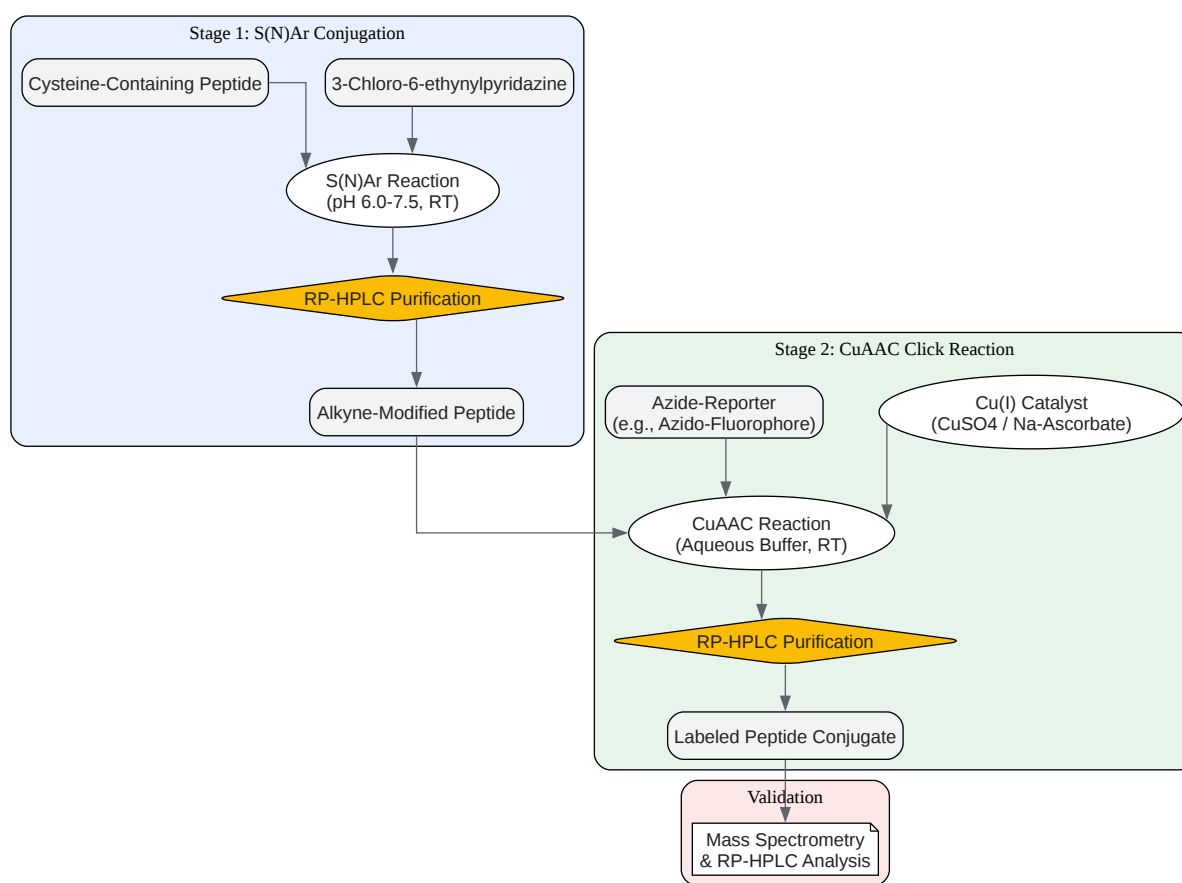 Stage 1: S(N)Ar Conjugation
Cysteine-Containing Peptide
3-Chloro-6-ethynylpyridazine
S(N)Ar Reaction
(pH 6.0-7.5, RT)
RP-HPLC Purification
Alkyne-Modified Peptide
Stage 2: CuAAC Click Reaction
Azide-Reporter
(e.g., Azido-Fluorophore)
Cu(I) Catalyst
(CuSO4 / Na-Ascorbate)
CuAAC Reaction
(Aqueous Buffer, RT)
RP-HPLC Purification
Labeled Peptide Conjugate
Validation
Mass Spectrometry
& RP-HPLC Analysis